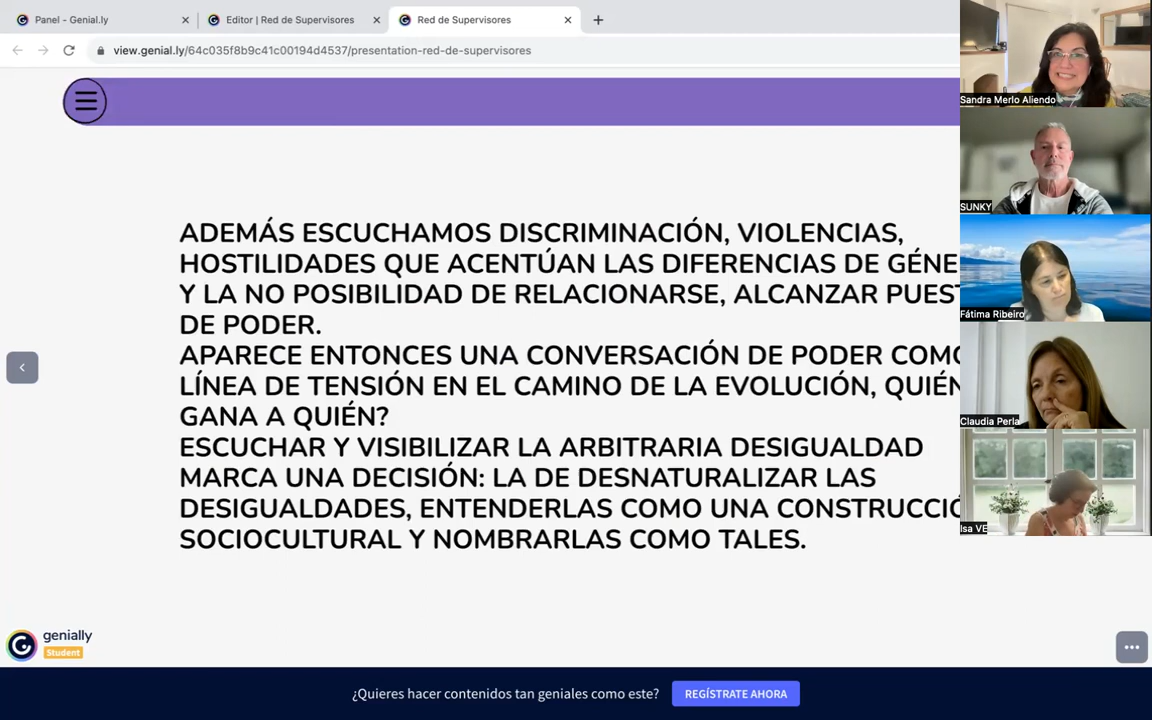 Panel - Genial.ly
Editor | Red de Supervisores
Red de Supervisores
view.genial.ly/64c035f8b9c41c00194d4537/presentation-red-de-supervisores
ADEMÁS ESCUCHAMOS DISCRIMINACIÓN, VIOLENCIAS,
HOSTILIDADES QUE ACENTÚAN LAS DIFERENCIAS DE
Y LA NO POSIBILIDAD DE RELACIONARSE, ALCANZAR
DE PODER.
APARECE ENTONCES UNA CONVERSACIÓN DE PODER
LÍNEA DE TENSIÓN EN EL CAMINO DE LA EVOLUCIÓN, QUIÉN
GANA A QUIÉN?
ESCUCHAR Y VISIBILIZAR LA ARBITRARIA DESIGUALDAD
MARCA UNA DECISIÓN: LA DE DESNATURALIZAR LAS
DESIGUALDADES, ENTENDERLAS COMO UNA
SOCIOCULTURAL Y NOMBRARLAS COMO TALES.
Sandra Merlo Aliendo
SUNKY
Fátima Ribeiro
Claudia Perla
Isa VE
genially
Student
¿Quieres hacer contenidos tan geniales como este?
REGÍSTRATE AHORA